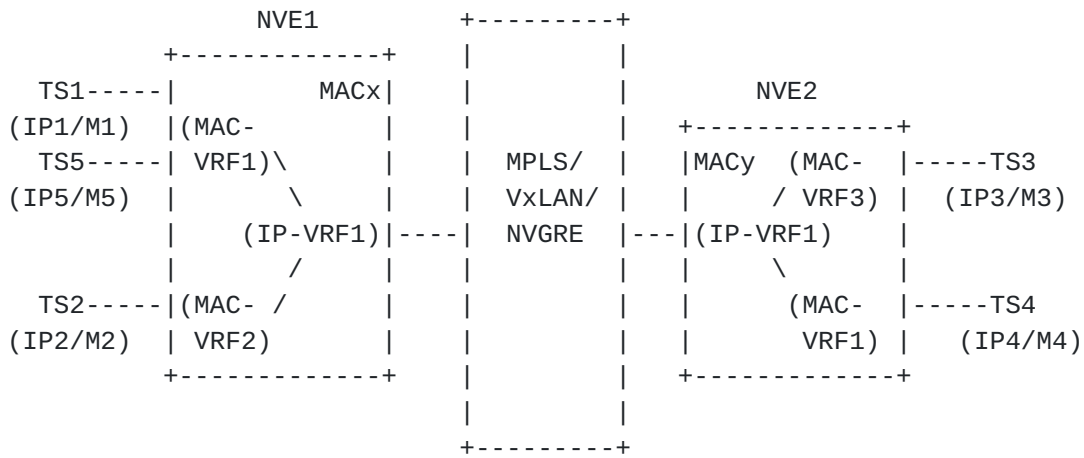 NVE1              +---------+
           +-------------+         |         |
  TS1-----|         MACx|    |         |        NVE2
(IP1/M1)  |(MAC-        |    |         |   +-------------+
  TS5-----| VRF1)\      |    |  MPLS/  |   |MACy  (MAC-  |-----TS3
(IP5/M5)  |       \     |    |  VxLAN/ |   |     / VRF3) |  (IP3/M3)
          |    (IP-VRF1)|----|  NVGRE  |---|(IP-VRF1)    |
          |       /     |    |         |   |     \       |
  TS2-----|(MAC- /      |    |         |   |      (MAC-  |-----TS4
(IP2/M2)  | VRF2)       |    |         |   |       VRF1) |   (IP4/M4)
          +-------------+    |         |   +-------------+
                             |         |
                             +---------+